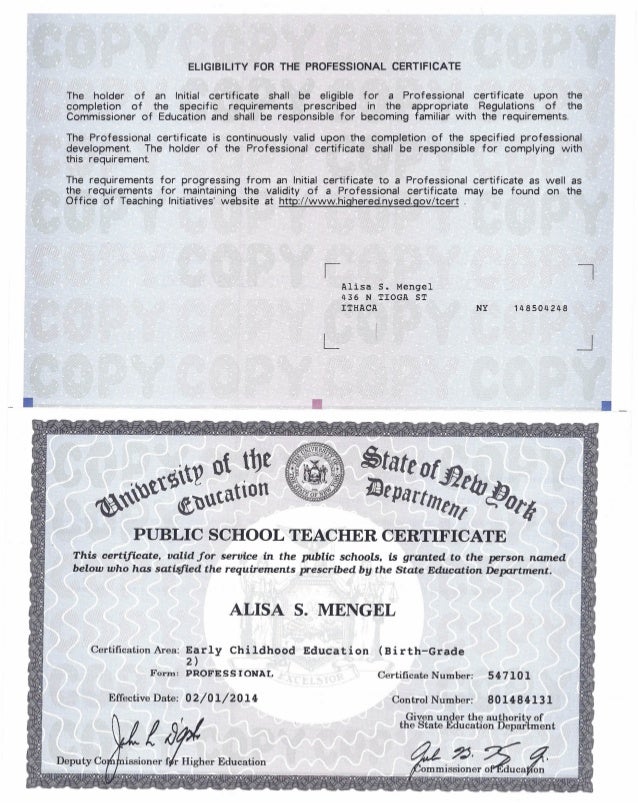 ELIGIBILITY FOR THE PROFESSIONAL CERTIFICATE
The holder of an Initial certificate shall be eligible for a Professional certificate upon the
completion of the specific requirements prescribed in the appropriate Regulations of the
Commissioner of Education and shall be responsible for becoming familiar with the requirements.
The Professional certificate is continuously valid upon the completion of the specified professional
development. The holder of the Professional certificate shall be responsible for complying with
this requirement.
The requirements for progressing from an Initial certificate to a Professional certificate as well as
the requirements for maintaining the validity of a Professional certificate may be found on the
Office of Teaching Initiatives' website at http://www.highered.nysed.gov/tcert .
Alisa S. Mengel
436 N TIOGA ST
ITHACA NY 148504248
COPY COPY COPY COPY
University of the State of New York
Education Department
PUBLIC SCHOOL TEACHER CERTIFICATE
This certificate, valid for service in the public schools, is granted to the person named
below who has satisfied the requirements prescribed by the State Education Department.
ALISA S. MENGEL
Certification Area: Early Childhood Education (Birth-Grade
2)
Form: PROFESSIONAL Certificate Number: 547101
EXCELSIOR
Effective Date: 02/01/2014 Control Number: 801484131
Given under the authority of
the State Education Department
Deputy Commissioner for Higher Education
Commissioner of Education